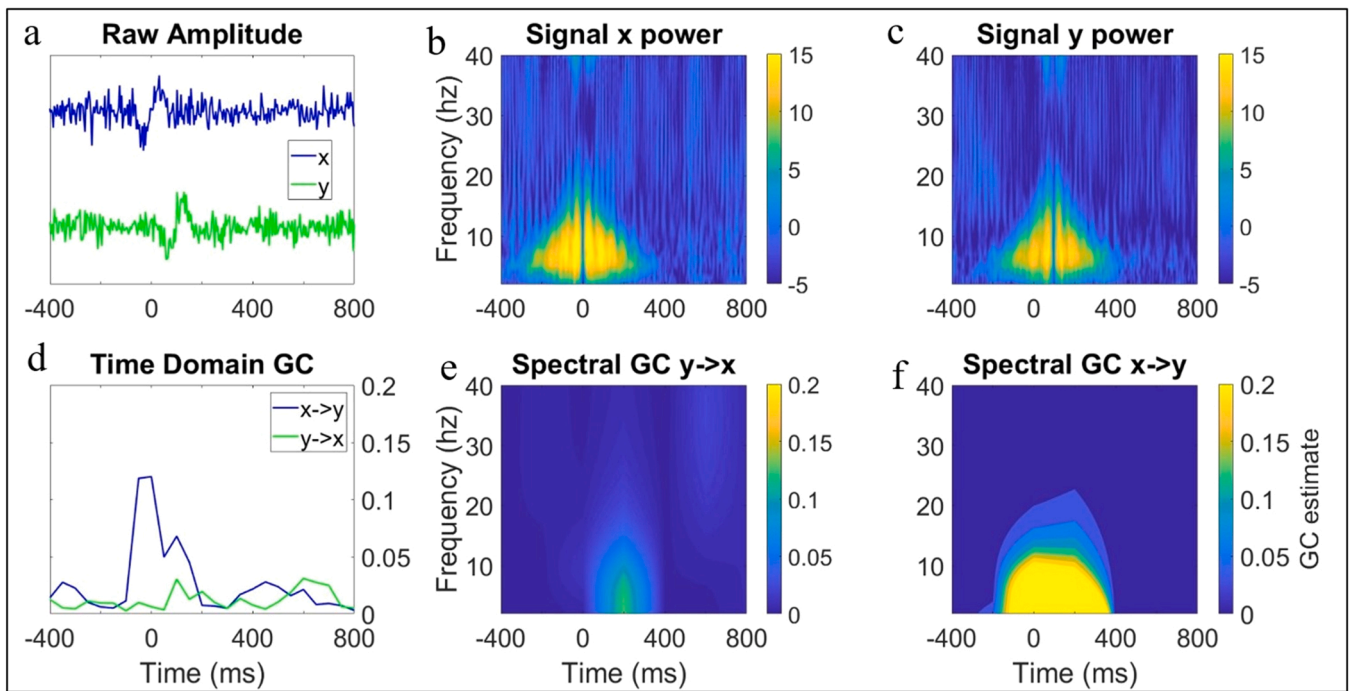 a
Raw Amplitude
x
y
-400 0 400 800
b
Signal x power
Frequency (hz)
40
30
20
10
-400 0 400 800
15
10
5
0
-5
c
Signal y power
40
30
20
10
-400 0 400 800
15
10
5
0
-5
d
Time Domain GC
x->y
y->x
0.2
0.15
0.1
0.05
0
-400 0 400 800
Time (ms)
e
Spectral GC y->x
Frequency (hz)
40
30
20
10
-400 0 400 800
Time (ms)
0.2
0.15
0.1
0.05
0
f
Spectral GC x->y
40
30
20
10
-400 0 400 800
Time (ms)
0.2
0.15
0.1
0.05
0
GC estimate